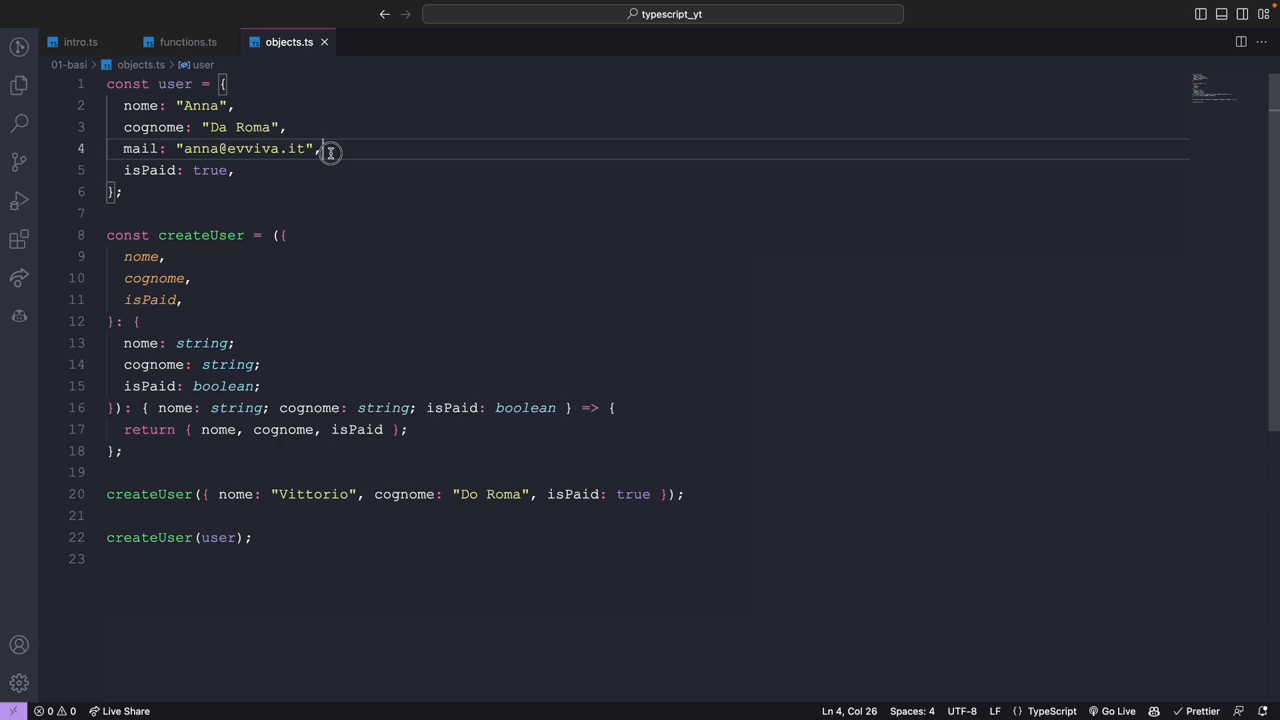 typescript_yt
intro.ts functions.ts objects.ts
01-basi objects.ts user
1 const user = {
2 nome: "Anna",
3 cognome: "Da Roma",
4 mail: "anna@evviva.it",
5 isPaid: true,
6 };
7
8 const createUser = ({
9 nome,
10 cognome,
11 isPaid,
12 }: {
13 nome: string;
14 cognome: string;
15 isPaid: boolean;
16 }): { nome: string; cognome: string; isPaid: boolean } => {
17 return { nome, cognome, isPaid };
18 };
19
20 createUser({ nome: "Vittorio", cognome: "Do Roma", isPaid: true });
21
22 createUser(user);
23
0 0 Live Share Ln 4, Col 26 Spaces: 4 UTF-8 LF {} TypeScript Go Live Prettier